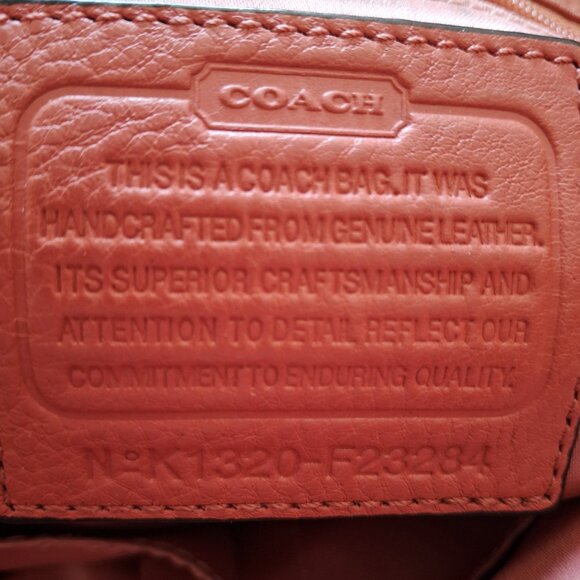 COACH
THIS IS A COACH BAG. IT WAS
HANDCRAFTED FROM GENUINE LEATHER.
ITS SUPERIOR CRAFTSMANSHIP AND
ATTENTION TO DETAIL REFLECT OUR
COMMITMENT TO ENDURING QUALITY.
Nº K1320-F23284